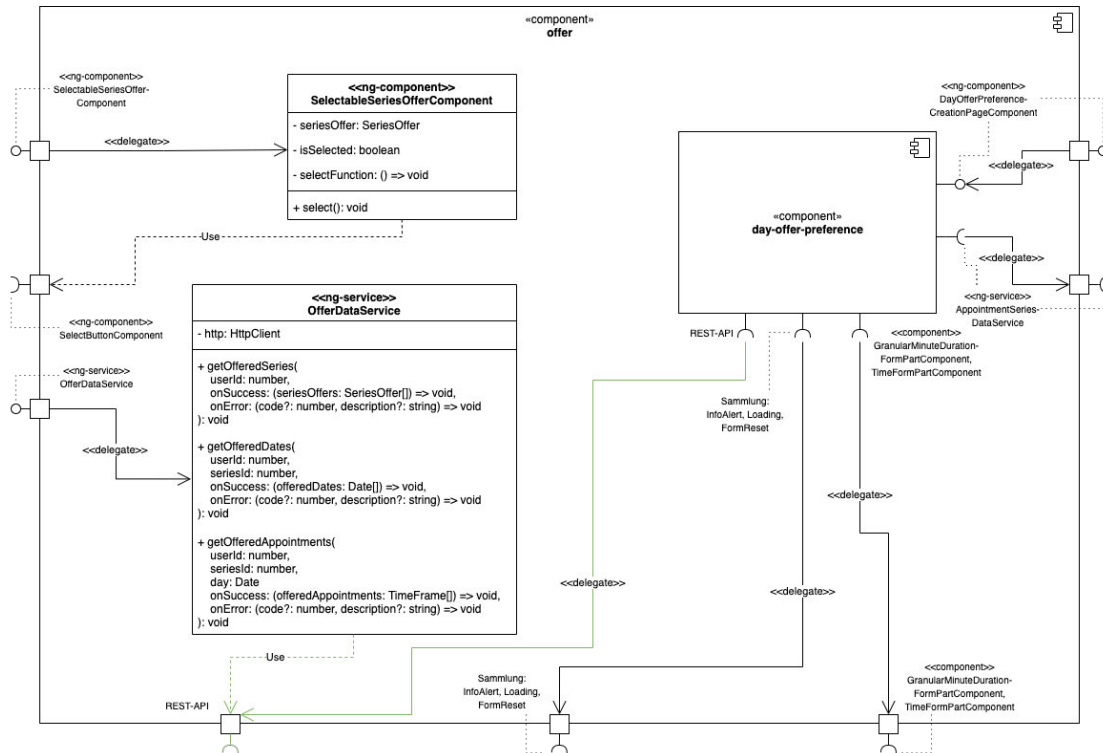 «component»
offer
<<ng-component>>
SelectableSeriesOffer-
Component
<<delegate>>
<<ng-component>>
SelectableSeriesOfferComponent
- seriesOffer: SeriesOffer
- isSelected: boolean
- selectFunction: () => void
+ select(): void
Use
<<ng-component>>
SelectButtonComponent
<<ng-service>>
OfferDataService
<<delegate>>
<<ng-service>>
OfferDataService
- http: HttpClient
+ getOfferedSeries(
userId: number,
onSuccess: (seriesOffers: SeriesOffer[]) => void,
onError: (code?: number, description?: string) => void
): void
+ getOfferedDates(
userId: number,
seriesId: number,
onSuccess: (offeredDates: Date[]) => void,
onError: (code?: number, description?: string) => void
): void
+ getOfferedAppointments(
userId: number,
seriesId: number,
day: Date
onSuccess: (offeredAppointments: TimeFrame[]) => void,
onError: (code?: number, description?: string) => void
): void
Use
REST-API
<<ng-component>>
DayOfferPreference-
CreationPageComponent
<<delegate>>
«component»
day-offer-preference
<<delegate>>
<<ng-service>>
AppointmentSeries-
DataService
REST-API
<<component>>
GranularMinuteDuration-
FormPartComponent,
TimeFormPartComponent
Sammlung:
InfoAlert, Loading,
FormReset
<<delegate>>
<<delegate>>
<<delegate>>
Sammlung:
InfoAlert, Loading,
FormReset
<<component>>
GranularMinuteDuration-
FormPartComponent,
TimeFormPartComponent